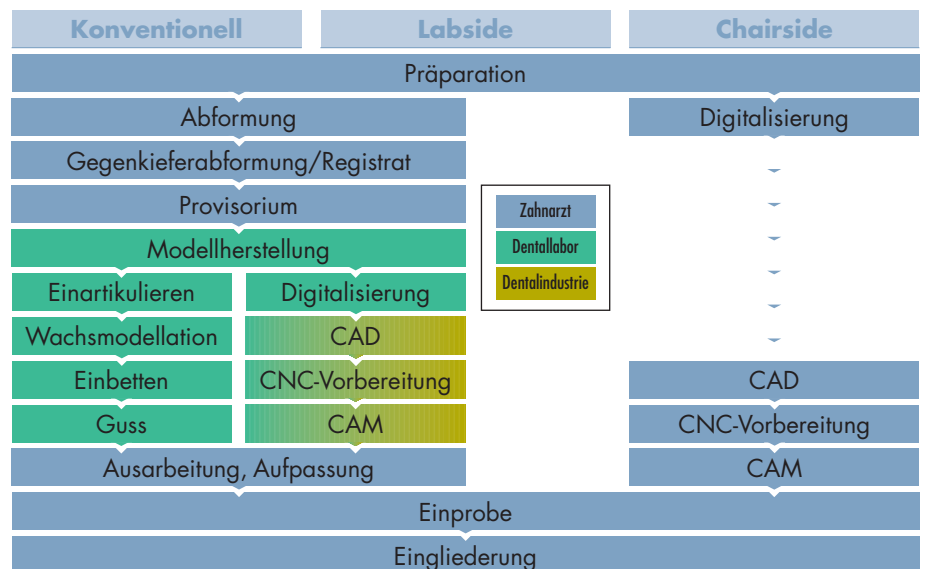 Konventionell
Labside
Chairside
Präparation
Abformung
Digitalisierung
Gegenkieferabformung/Registrat
Provisorium
Zahnarzt
Dentallabor
Dentalindustrie
Modellherstellung
Einartikulieren
Digitalisierung
Wachsmodellation
CAD
Einbetten
CNC-Vorbereitung
CAD
Guss
CAM
CNC-Vorbereitung
Ausarbeitung, Aufpassung
CAM
Einprobe
Eingliederung